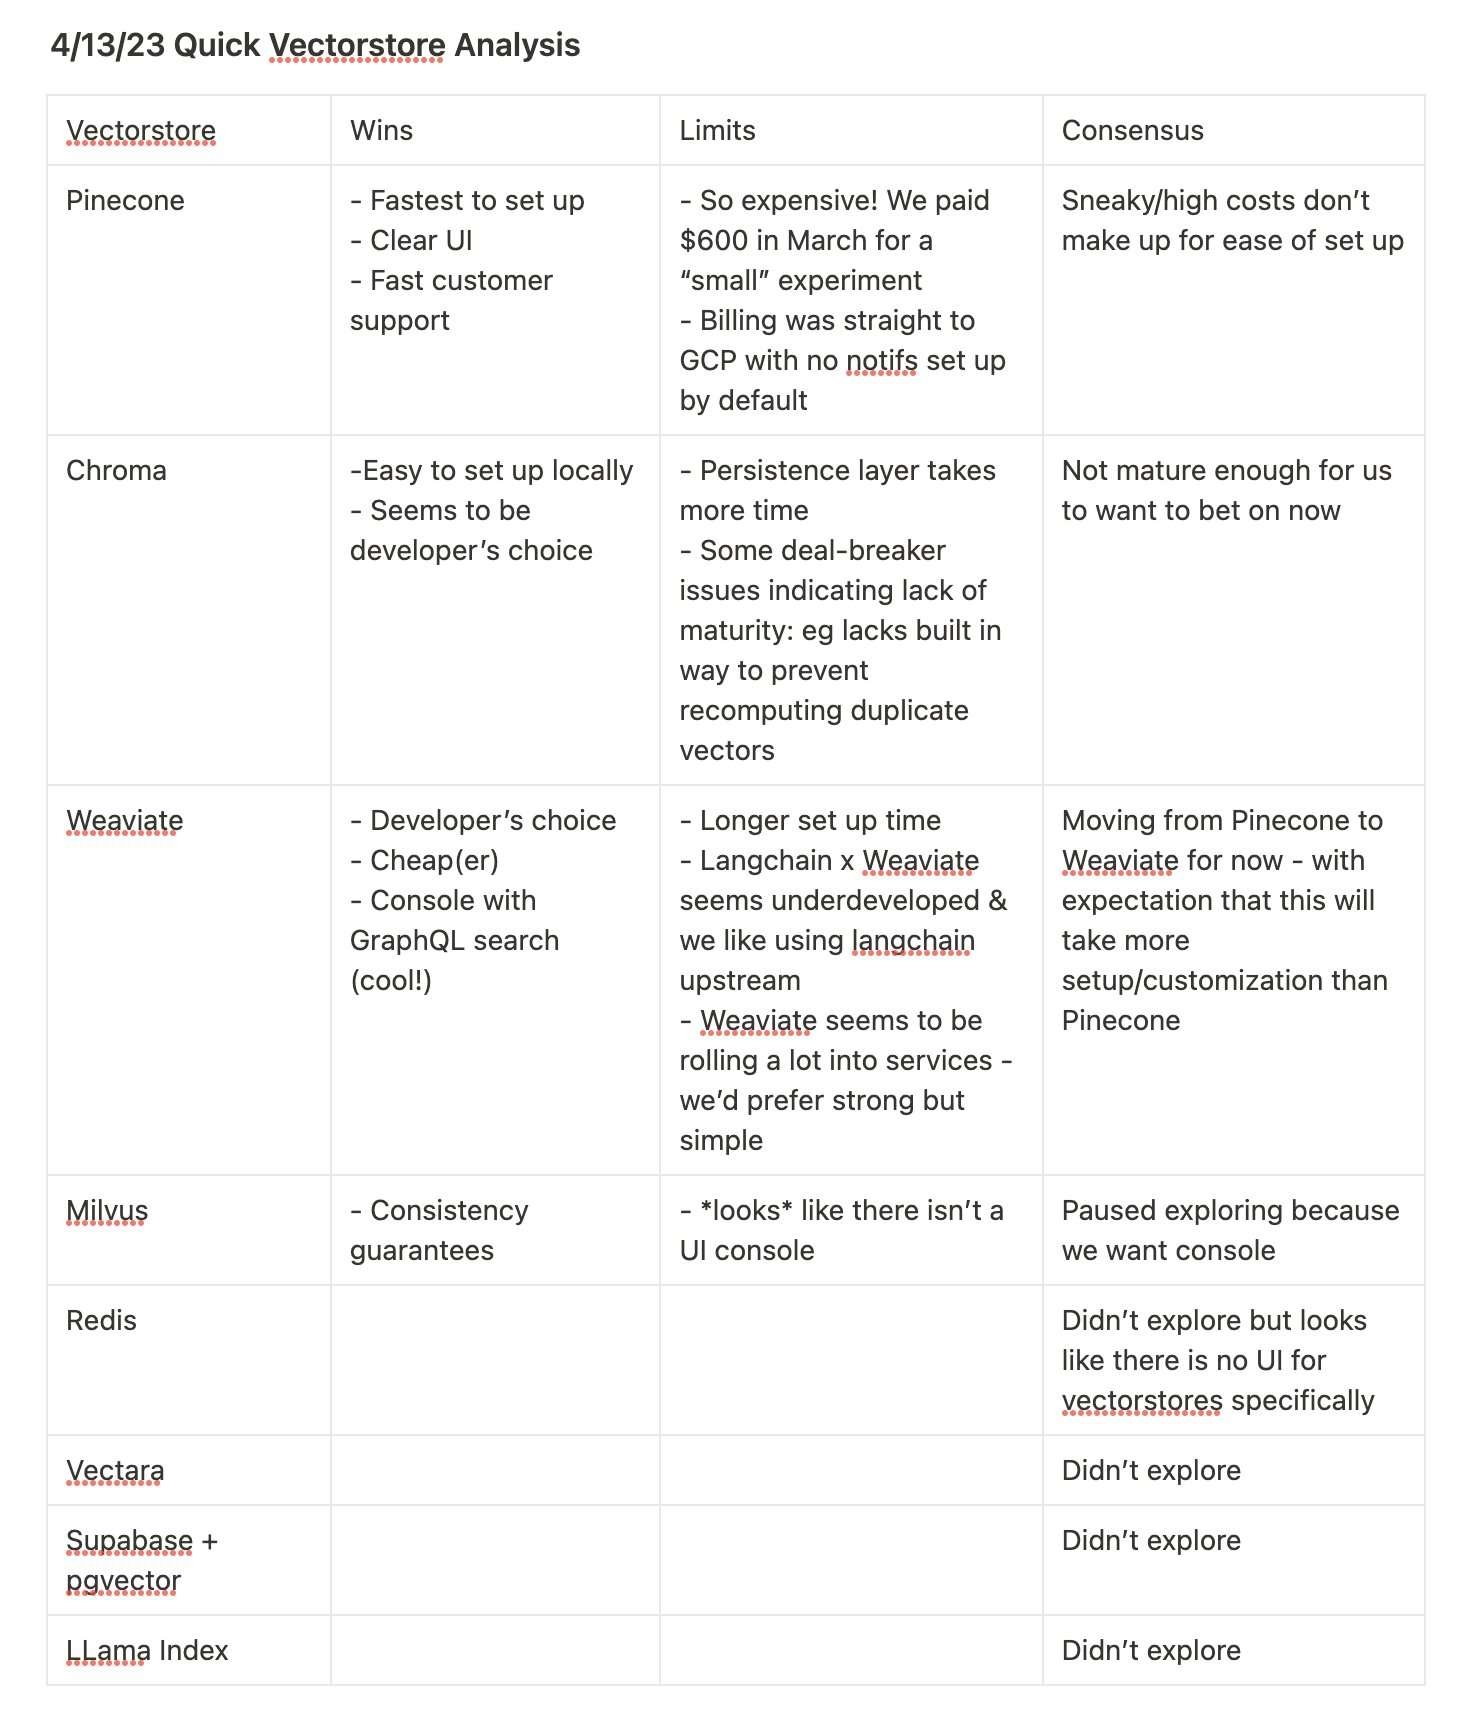 4/13/23 Quick Vectorstore Analysis
Vectorstore
Wins
Limits
Consensus
Pinecone
- Fastest to set up
- Clear UI
- Fast customer
support
- So expensive! We paid
$600 in March for a
“small” experiment
- Billing was straight to
GCP with no notifs set up
by default
Sneaky/high costs don’t
make up for ease of set up
Chroma
-Easy to set up locally
- Seems to be
developer’s choice
- Persistence layer takes
more time
- Some deal-breaker
issues indicating lack of
maturity: eg lacks built in
way to prevent
recomputing duplicate
vectors
Not mature enough for us
to want to bet on now
Weaviate
- Developer’s choice
- Cheap(er)
- Console with
GraphQL search
(cool!)
- Longer set up time
- Langchain x Weaviate
seems underdeveloped &
we like using langchain
upstream
- Weaviate seems to be
rolling a lot into services -
we’d prefer strong but
simple
Moving from Pinecone to
Weaviate for now - with
expectation that this will
take more
setup/customization than
Pinecone
Milvus
- Consistency
guarantees
- *looks* like there isn’t a
UI console
Paused exploring because
we want console
Redis
Didn’t explore but looks
like there is no UI for
vectorstores specifically
Vectara
Didn’t explore
Supabase +
pgvector
Didn’t explore
LLama Index
Didn’t explore